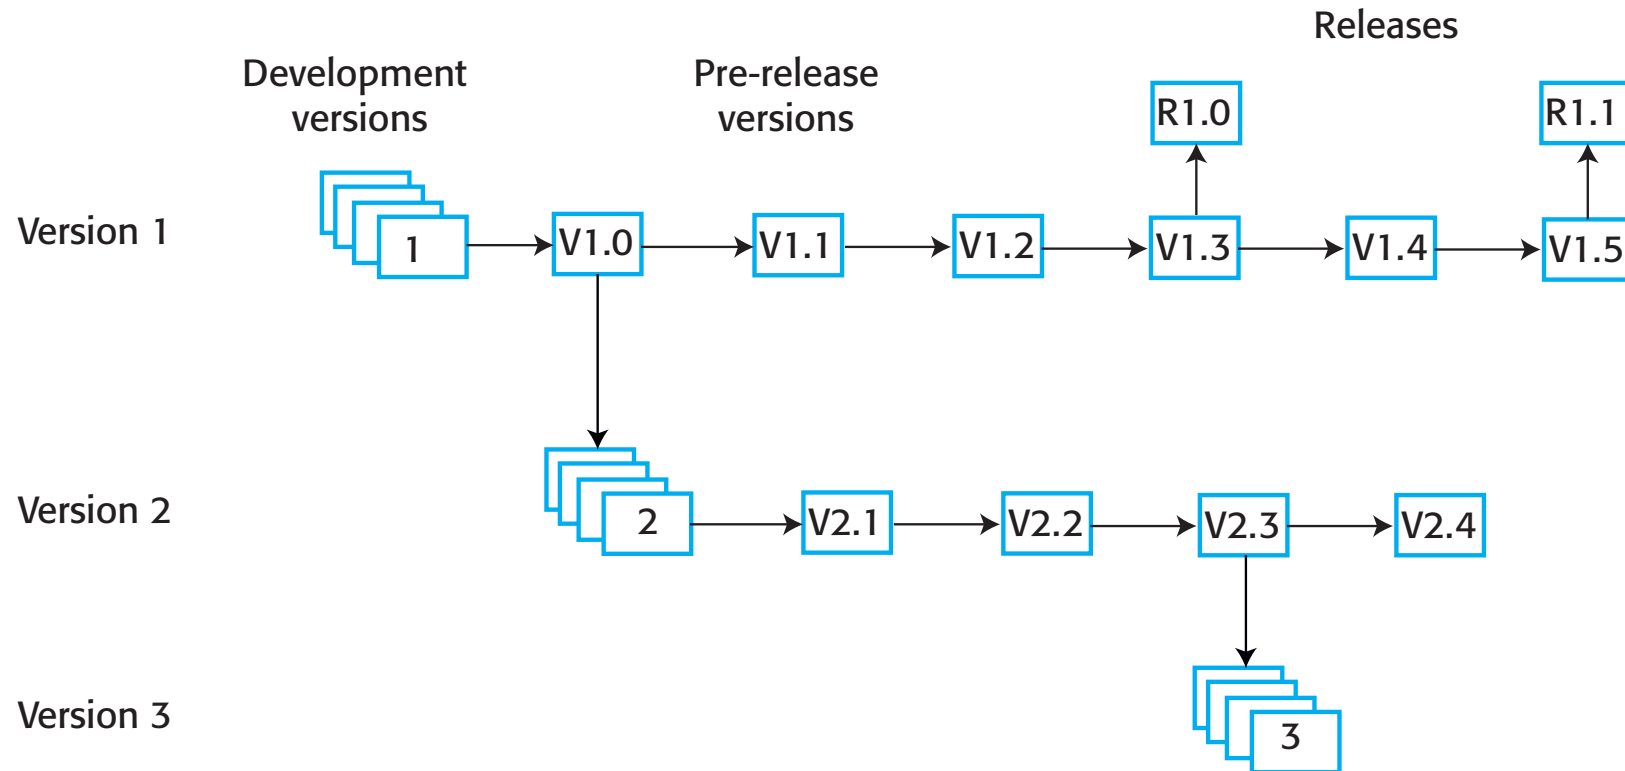 Releases
Development
versions
Pre-release
versions
R1.0
R1.1
Version 1
1
V1.0
V1.1
V1.2
V1.3
V1.4
V1.5
Version 2
2
V2.1
V2.2
V2.3
V2.4
Version 3
3